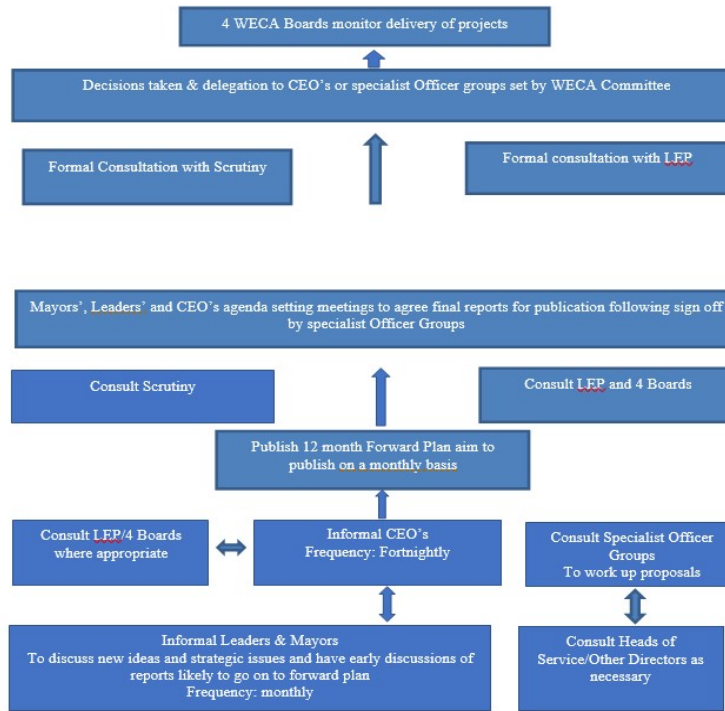 4 WECA Boards monitor delivery of projects
Decisions taken & delegation to CEO's or specialist Officer groups set by WECA Committee
Formal Consultation with Scrutiny
Formal consultation with LEP
Mayors', Leaders' and CEO's agenda setting meetings to agree final reports for publication following sign off
by specialist Officer Groups
Consult Scrutiny
Consult LEP and 4 Boards
Publish 12 month Forward Plan aim to
publish on a monthly basis
Consult LEP/4 Boards
where appropriate
Informal CEO's
Frequency: Fortnightly
Consult Specialist Officer
Groups
To work up proposals
Informal Leaders & Mayors
To discuss new ideas and strategic issues and have early discussions of
reports likely to go on to forward plan
Frequency: monthly
Consult Heads of
Service/Other Directors as
necessary